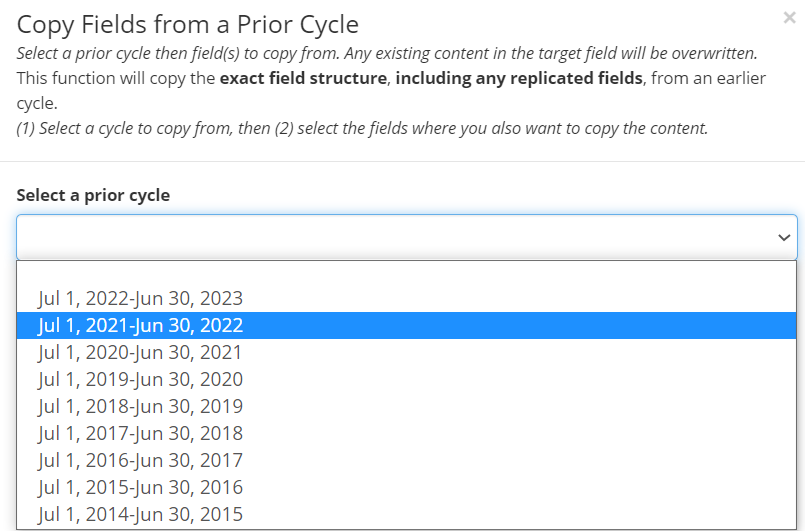 Copy Fields from a Prior Cycle
×
Select a prior cycle then field(s) to copy from. Any existing content in the target field will be overwritten.
This function will copy the exact field structure, including any replicated fields, from an earlier
cycle.
(1) Select a cycle to copy from, then (2) select the fields where you also want to copy the content.
Select a prior cycle
Jul 1, 2022-Jun 30, 2023
Jul 1, 2021-Jun 30, 2022
Jul 1, 2020-Jun 30, 2021
Jul 1, 2019-Jun 30, 2020
Jul 1, 2018-Jun 30, 2019
Jul 1, 2017-Jun 30, 2018
Jul 1, 2016-Jun 30, 2017
Jul 1, 2015-Jun 30, 2016
Jul 1, 2014-Jun 30, 2015